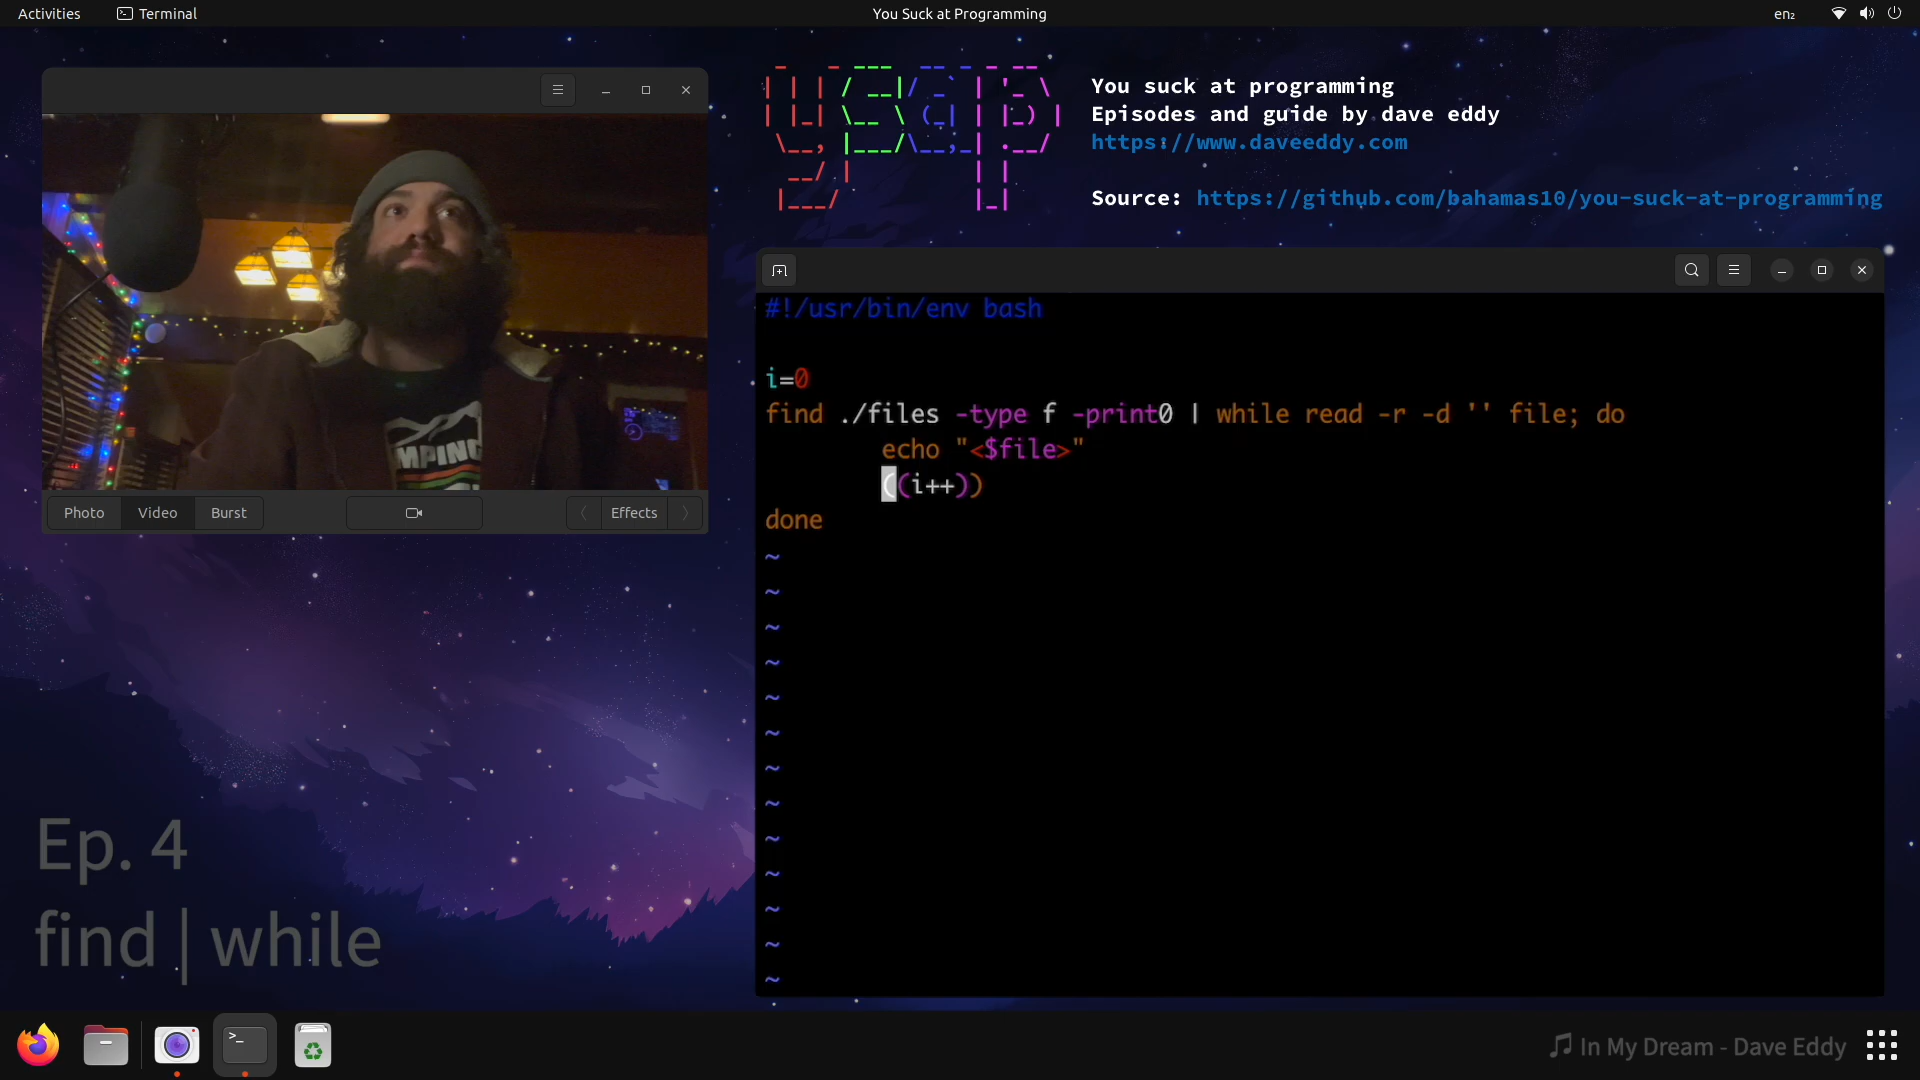 Activities
Terminal
You Suck at Programming
en₂
You suck at programming
Episodes and guide by dave eddy
https://www.daveeddy.com
Source: https://github.com/bahamas10/you-suck-at-programming
#!/usr/bin/env bash
i=0
find ./files -type f -print0 | while read -r -d '' file; do
        echo "<$file>"
        ((i++))
done
~
~
~
~
~
~
~
~
~
~
~
~
~
Photo
Video
Burst
Effects
Ep. 4
find | while
In My Dream - Dave Eddy